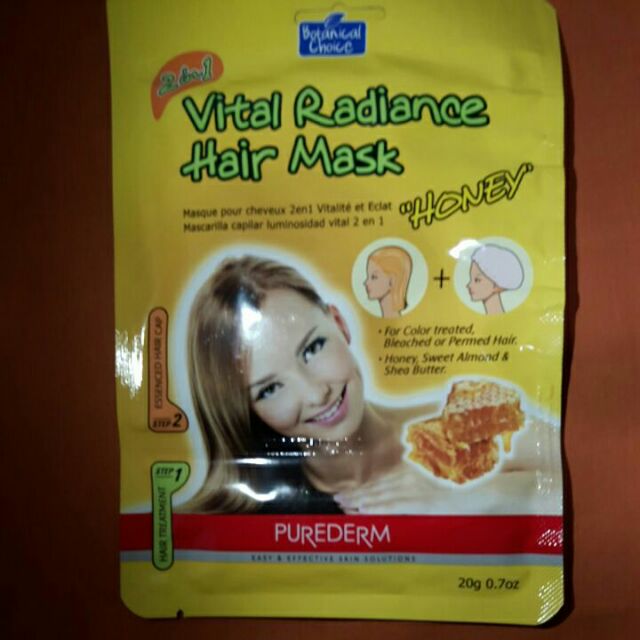 Botanical
Choice
2 in 1
Vital Radiance
Hair Mask
"HONEY"
Masque pour cheveux 2en1 Vitalité et Eclat
Mascarilla capilar luminosidad vital 2 en 1
+
• For Color treated,
Bleached or Permed Hair.
• Honey, Sweet Almond &
Shea Butter.
ESSENCED HAIR CAP
STEP 2
STEP 1
HAIR TREATMENT
PUREDERM
EASY & EFFECTIVE SKIN SOLUTIONS
20g 0.7oz